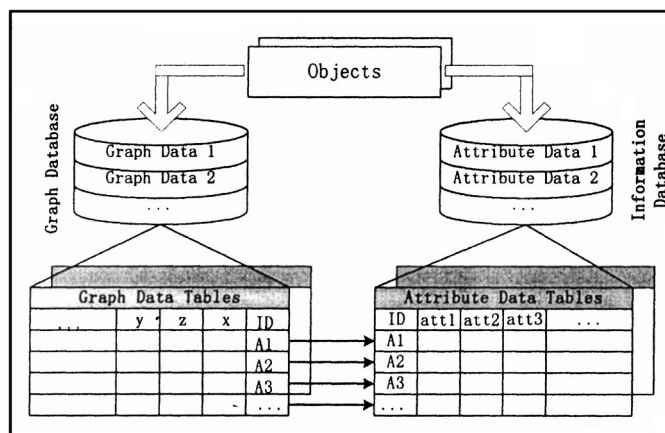 Objects
Graph Database
Graph Data 1
Graph Data 2
...
Attribute Data 1
Attribute Data 2
...
Information
Database
Graph Data Tables
... y z x ID
A1
A2
A3
...
Attribute Data Tables
ID att1 att2 att3 ...
A1
A2
A3
...